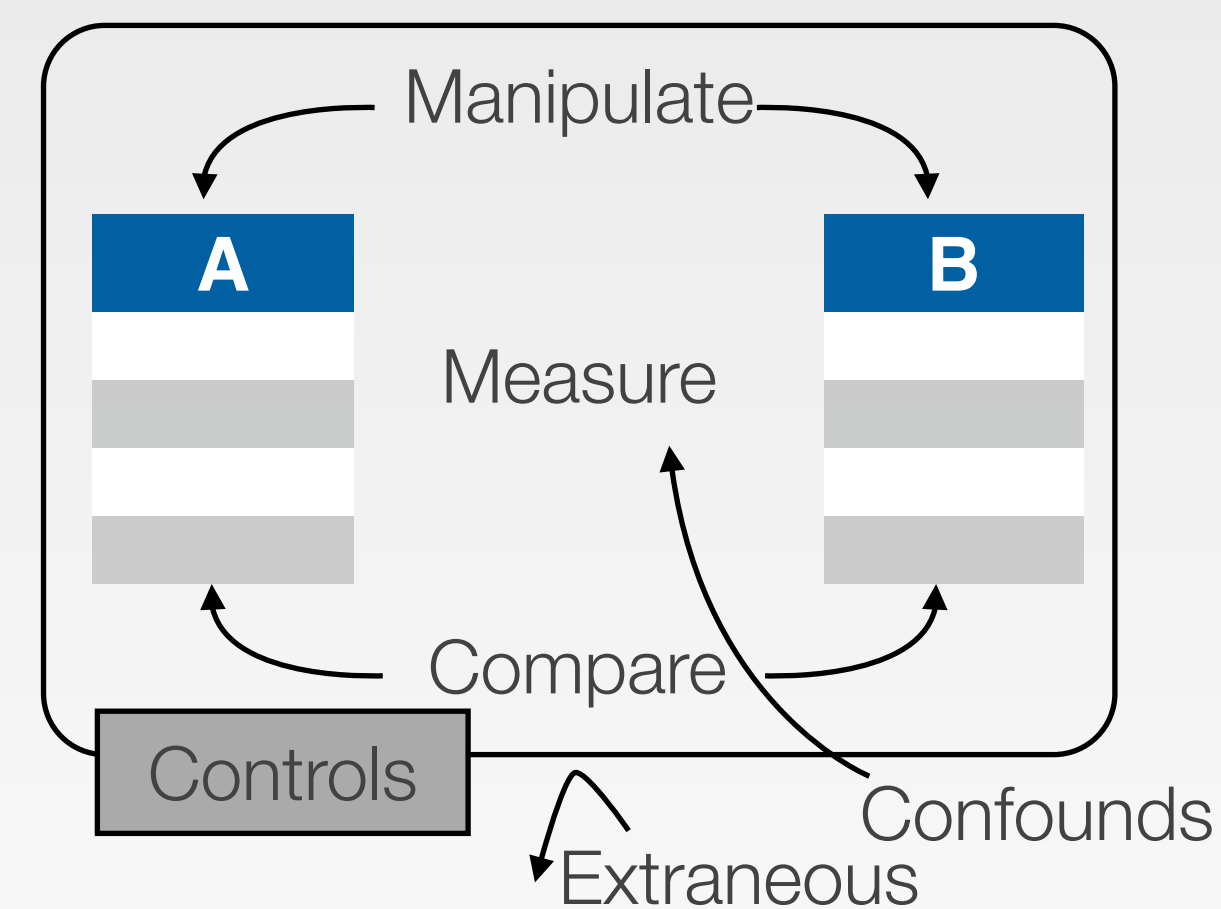 Manipulate
A
B
Measure
Compare
Controls
Confounds
Extraneous